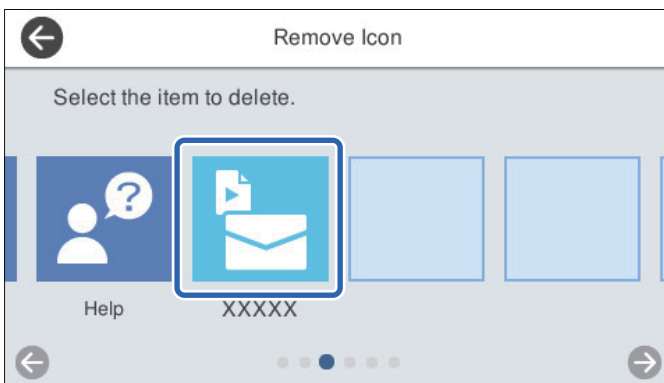 Remove Icon
Select the item to delete.
?
Help
XXXXX